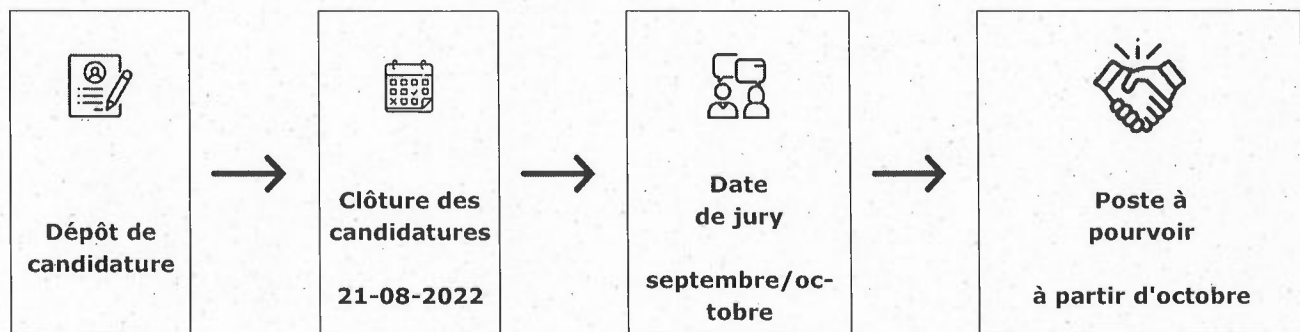 Dépôt de
candidature
Clôture des
candidatures
21-08-2022
Date
de jury
septembre/oc-
tobre
Poste à
pourvoir
à partir d'octobre